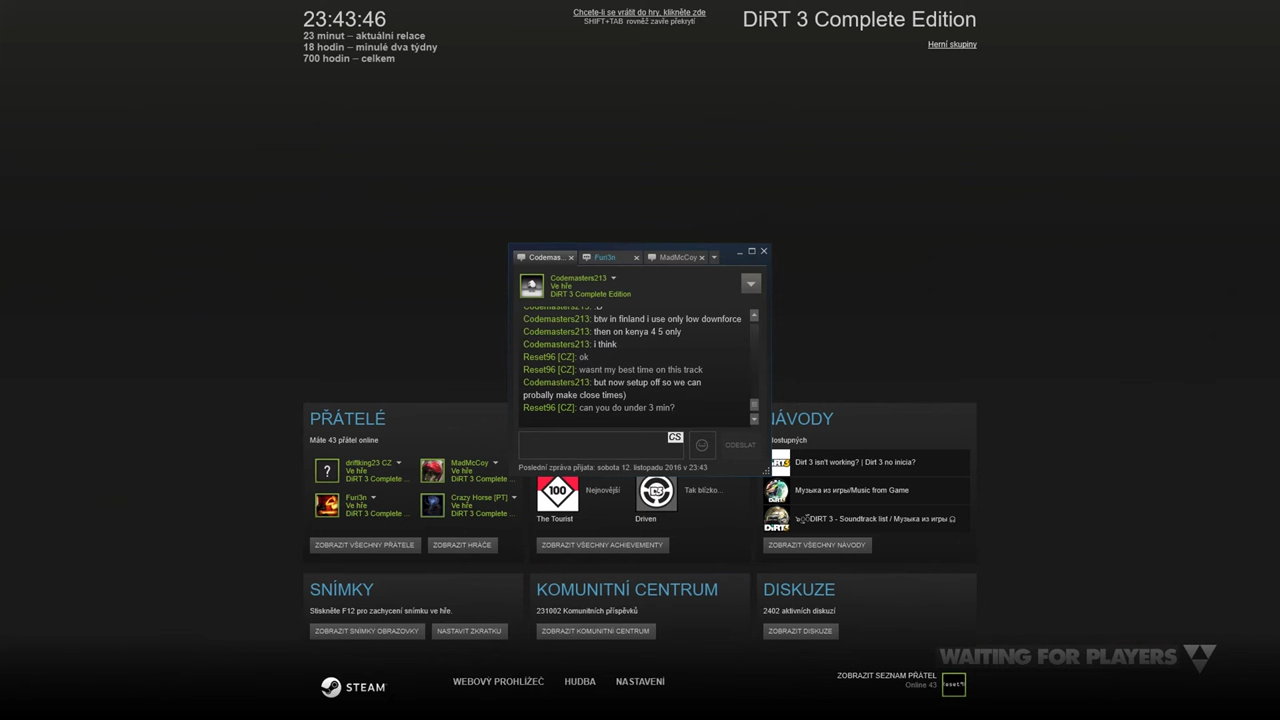 23:43:46
23 minut – aktuální relace
18 hodin – minulé dva týdny
700 hodin – celkem
Chcete-li se vrátit do hry, klikněte zde
SHIFT+TAB rovněž zavře překrytí
DiRT 3 Complete Edition
Herní skupiny
Codemas...
Furi3n
MadMcCoy
Codemasters213
Ve hře
DiRT 3 Complete Edition
Codemasters213: :D
Codemasters213: btw in finland i use only low downforce
Codemasters213: then on kenya 4 5 only
Codemasters213: i think
Reset96 [CZ]: ok
Reset96 [CZ]: wasnt my best time on this track
Codemasters213: but now setup off so we can
probally make close times)
Reset96 [CZ]: can you do under 3 min?
CS
ODESLAT
Poslední zpráva přijata: sobota 12. listopadu 2016 v 23:43
PŘÁTELÉ
Máte 43 přátel online
driftking23 CZ
Ve hře
DiRT 3 Complete ...
MadMcCoy
Ve hře
DiRT 3 Complete ...
Furi3n
Ve hře
DiRT 3 Complete ...
Crazy Horse [PT]
Ve hře
DiRT 3 Complete ...
ZOBRAZIT VŠECHNY PŘÁTELE
ZOBRAZIT HRÁČE
100
Nejnovější
The Tourist
Tak blízko...
Driven
ZOBRAZIT VŠECHNY ACHIEVEMENTY
NÁVODY
dostupných
Dirt 3 isn't working? | Dirt 3 no inicia?
Музыка из игры/Music from Game
DIRT 3 - Soundtrack list / Музыка из игры
ZOBRAZIT VŠECHNY NÁVODY
SNÍMKY
Stiskněte F12 pro zachycení snímku ve hře.
ZOBRAZIT SNÍMKY OBRAZOVKY
NASTAVIT ZKRATKU
KOMUNITNÍ CENTRUM
231002 Komunitních příspěvků
ZOBRAZIT KOMUNITNÍ CENTRUM
DISKUZE
2402 aktivních diskuzí
ZOBRAZIT DISKUZE
WAITING FOR PLAYERS
STEAM
WEBOVÝ PROHLÍŽEČ
HUDBA
NASTAVENÍ
ZOBRAZIT SEZNAM PŘÁTEL
Online 43